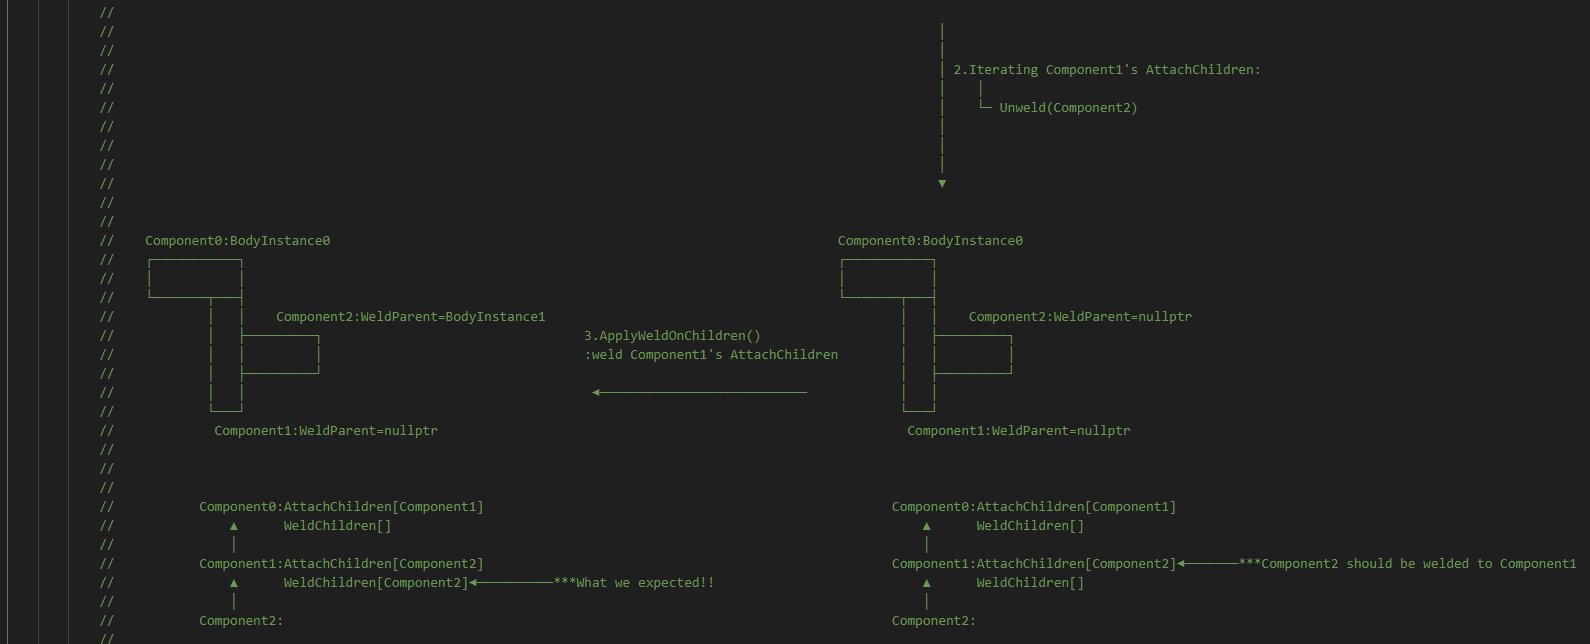 //
//
//
// 2.Iterating Component1's AttachChildren:
//
// └─ Unweld(Component2)
//
//
//
// ▼
//
//
// Component0:BodyInstance0 Component0:BodyInstance0
//
//
//
// Component2:WeldParent=BodyInstance1 Component2:WeldParent=nullptr
// 3.ApplyWeldOnChildren()
// :weld Component1's AttachChildren
//
//
//
// Component1:WeldParent=nullptr Component1:WeldParent=nullptr
//
//
//
// Component0:AttachChildren[Component1] Component0:AttachChildren[Component1]
// ▲ WeldChildren[] ▲ WeldChildren[]
// │ │
// Component1:AttachChildren[Component2] Component1:AttachChildren[Component2]◄───────***Component2 should be welded to Component1
// ▲ WeldChildren[Component2]◄──────────***What we expected!! ▲ WeldChildren[]
// │ │
// Component2: Component2:
//